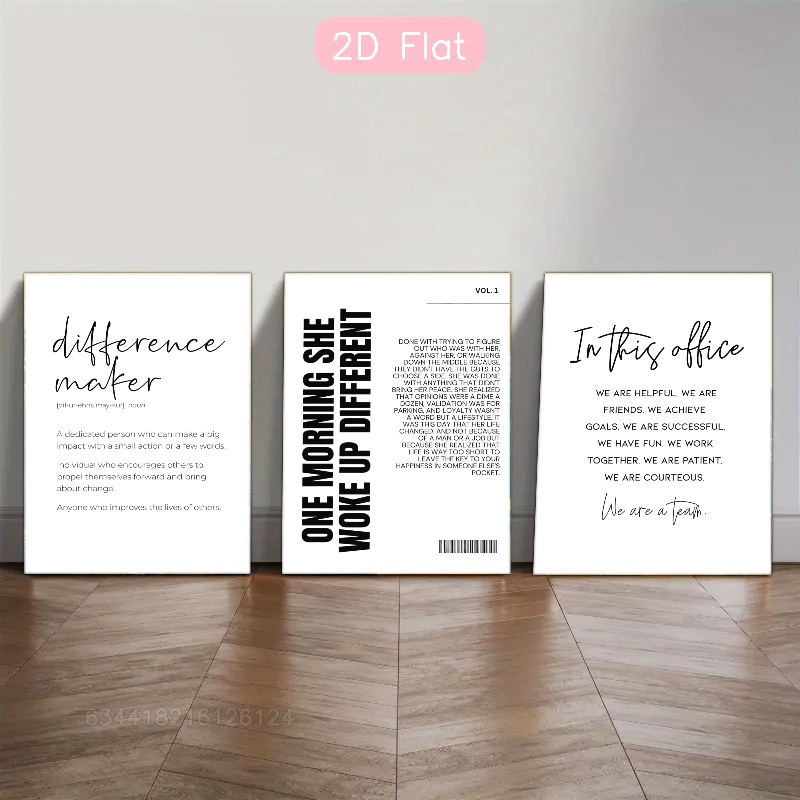 2D Flat
difference
maker
[dif-ur-ehns may-kur] noun
A dedicated person who can make a big
impact with a small action or a few words.
Individual who encourages others to
propel themselves forward and bring
about change.
Anyone who improves the lives of others.
ONE MORNING SHE
WOKE UP DIFFERENT
VOL. 1
DONE WITH TRYING TO FIGURE
OUT WHO WAS WITH HER,
AGAINST HER, OR WALKING
DOWN THE MIDDLE BECAUSE
THEY DIDN'T HAVE THE GUTS TO
CHOOSE A SIDE. SHE WAS DONE
WITH ANYTHING THAT DIDN'T
BRING HER PEACE. SHE REALIZED
THAT OPINIONS WERE A DIME A
DOZEN, VALIDATION WAS FOR
PARKING, AND LOYALTY WASN'T
A WORD BUT A LIFESTYLE. IT
WAS THIS DAY THAT HER LIFE
CHANGED. AND NOT BECAUSE
OF A MAN OR A JOB BUT
BECAUSE SHE REALIZED THAT
LIFE IS WAY TOO SHORT TO
LEAVE THE KEY TO YOUR
HAPPINESS IN SOMEONE ELSE'S
POCKET.
In this office
WE ARE HELPFUL. WE ARE
FRIENDS. WE ACHIEVE
GOALS. WE ARE SUCCESSFUL.
WE HAVE FUN. WE WORK
TOGETHER. WE ARE PATIENT.
WE ARE COURTEOUS.
We are a team.
634418216126124